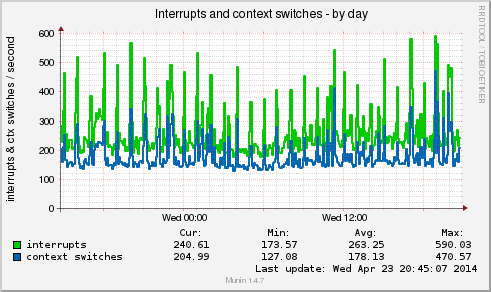 Interrupts and context switches - by day
RRDTOOL / TOBI OETIKER
interrupts & ctx switches / second
600
500
400
300
200
100
0
Wed 00:00 Wed 12:00
Cur: Min: Avg: Max:
interrupts 240.61 173.57 263.25 590.03
context switches 204.99 127.08 178.13 470.57
Last update: Wed Apr 23 20:45:07 2014
Munin 1.4.7